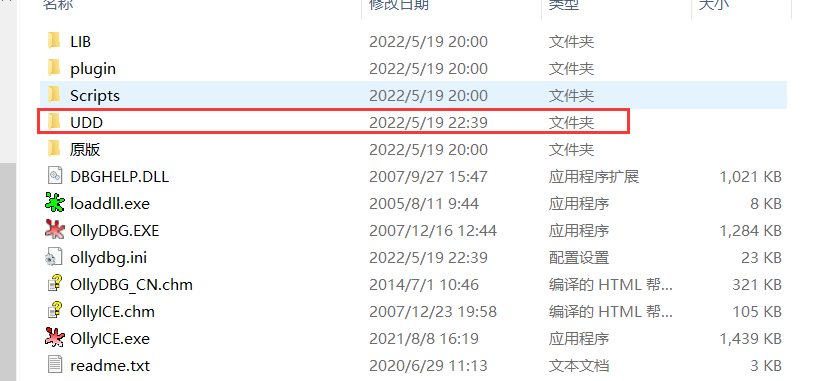 名称 修改日期 类型 大小
LIB 2022/5/19 20:00 文件夹
plugin 2022/5/19 20:00 文件夹
Scripts 2022/5/19 20:00 文件夹
UDD 2022/5/19 22:39 文件夹
原版 2022/5/19 20:00 文件夹
DBGHELP.DLL 2007/9/27 15:47 应用程序扩展 1,021 KB
loaddll.exe 2005/8/11 9:44 应用程序 8 KB
OllyDBG.EXE 2007/12/16 12:44 应用程序 1,284 KB
ollydbg.ini 2022/5/19 22:39 配置设置 23 KB
OllyDBG_CN.chm 2014/7/1 10:46 编译的 HTML 帮... 321 KB
OllyICE.chm 2007/12/23 19:58 编译的 HTML 帮... 105 KB
OllyICE.exe 2021/8/8 16:19 应用程序 1,439 KB
readme.txt 2020/6/29 11:13 文本文档 3 KB